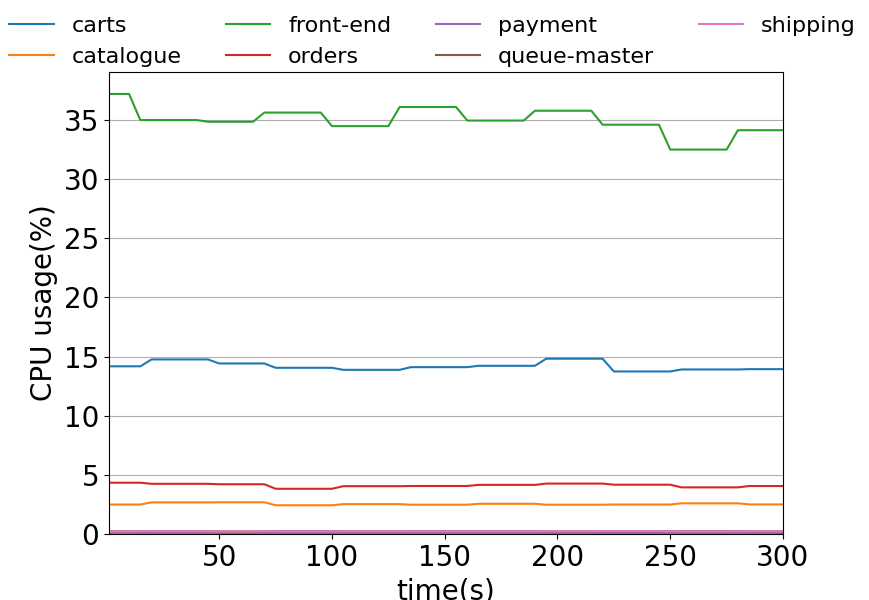 carts front-end payment shipping
catalogue orders queue-master
35
30
25
20
15
10
5
0
CPU usage(%)
50 100 150 200 250 300
time(s)